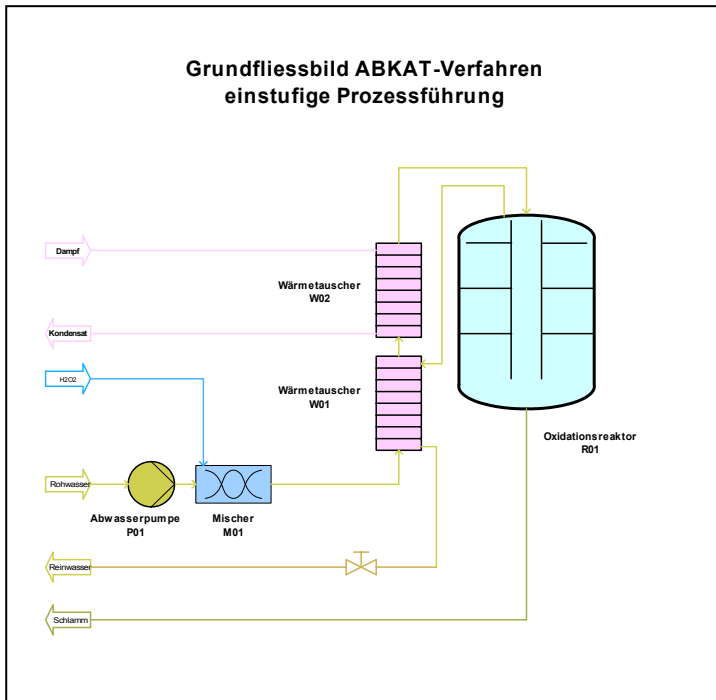 Grundfliessbild ABKAT-Verfahren
einstufige Prozessführung
Dampf
Wärmetauscher
W02
Kondensat
H2O2
Wärmetauscher
W01
Oxidationsreaktor
R01
Rohwasser
Abwasserpumpe
P01
Mischer
M01
Reinwasser
Schlamm